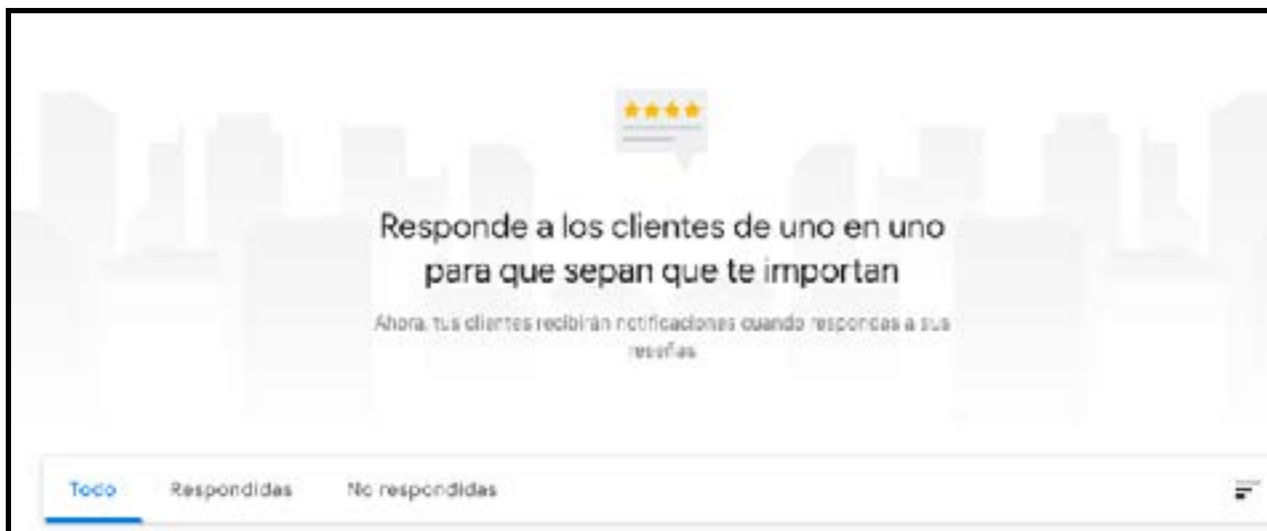 Responde a los clientes de uno en uno
para que sepan que te importan
Ahora, tus clientes recibirán notificaciones cuando respondas a sus
reseñas
Todo Respondidas No respondidas